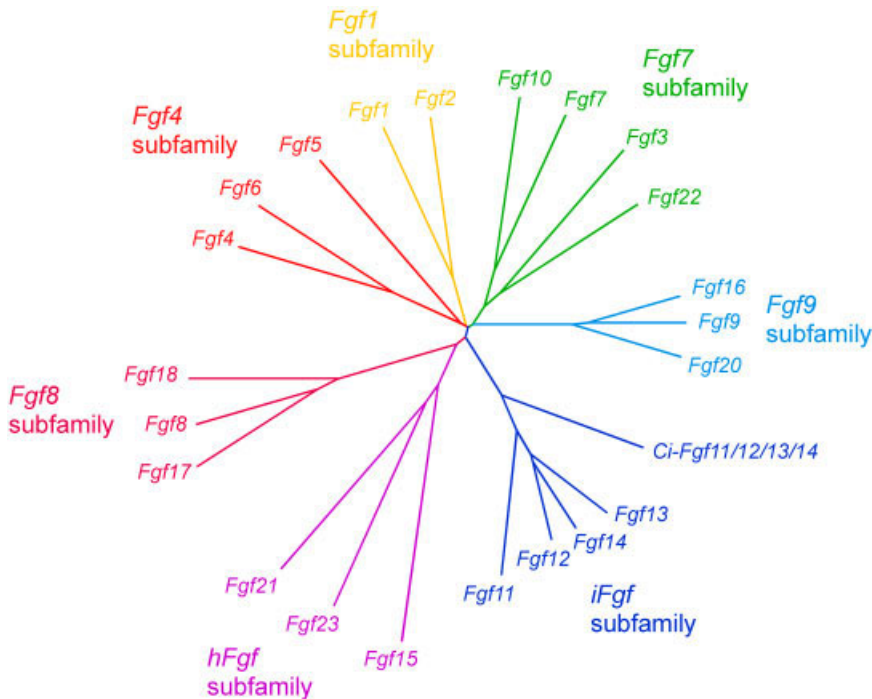 Fgf1
subfamily
Fgf1
Fgf2
Fgf7
subfamily
Fgf10
Fgf7
Fgf3
Fgf22
Fgf4
subfamily
Fgf5
Fgf6
Fgf4
Fgf9
subfamily
Fgf16
Fgf9
Fgf20
Fgf8
subfamily
Fgf18
Fgf8
Fgf17
Ci-Fgf11/12/13/14
Fgf13
Fgf14
Fgf12
Fgf11
iFgf
subfamily
Fgf21
Fgf23
Fgf15
hFgf
subfamily